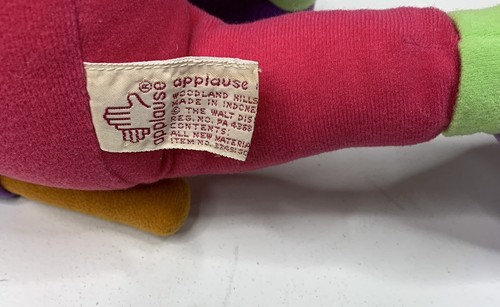 applause
applause
WOODLAND HILLS
MADE IN INDONE
© THE WALT DIS
REG. NO. PA 4388
CONTENTS:
ALL NEW MATERIA
ITEM NO.